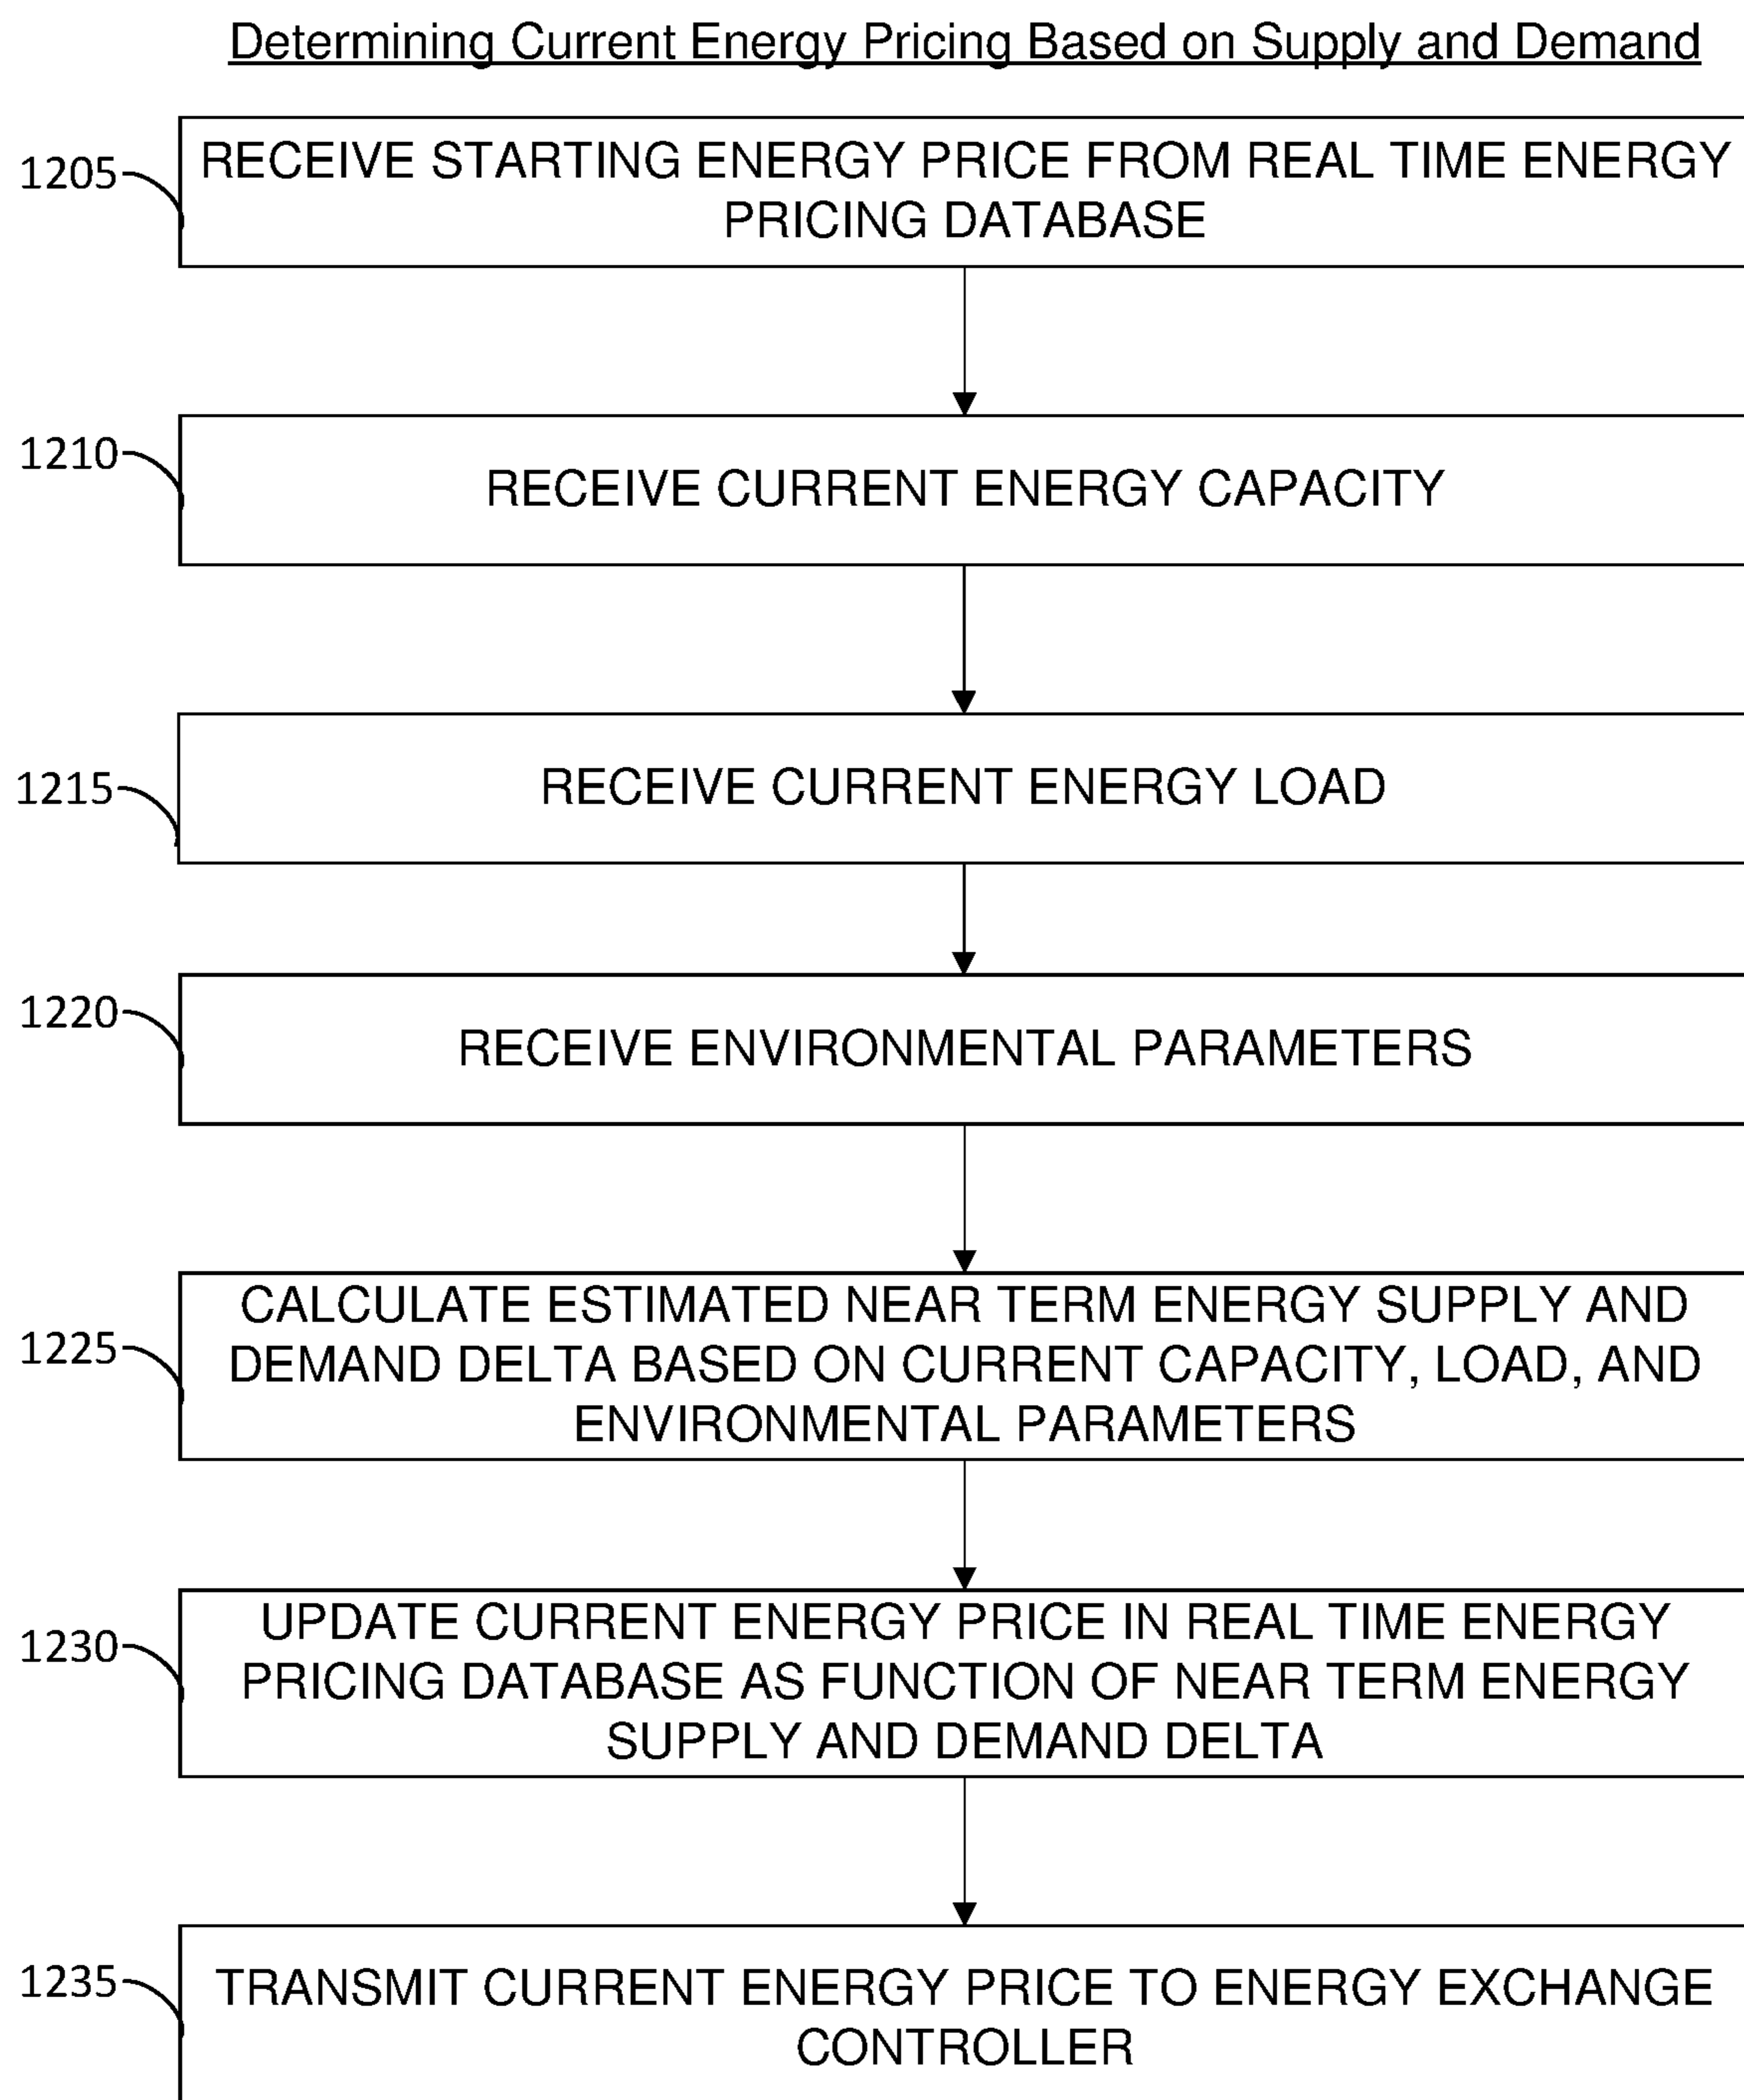 Determining Current Energy Pricing Based on Supply and Demand
1205
RECEIVE STARTING ENERGY PRICE FROM REAL TIME ENERGY
PRICING DATABASE
1210
RECEIVE CURRENT ENERGY CAPACITY
1215
RECEIVE CURRENT ENERGY LOAD
1220
RECEIVE ENVIRONMENTAL PARAMETERS
1225
CALCULATE ESTIMATED NEAR TERM ENERGY SUPPLY AND
DEMAND DELTA BASED ON CURRENT CAPACITY, LOAD, AND
ENVIRONMENTAL PARAMETERS
1230
UPDATE CURRENT ENERGY PRICE IN REAL TIME ENERGY
PRICING DATABASE AS FUNCTION OF NEAR TERM ENERGY
SUPPLY AND DEMAND DELTA
1235
TRANSMIT CURRENT ENERGY PRICE TO ENERGY EXCHANGE
CONTROLLER